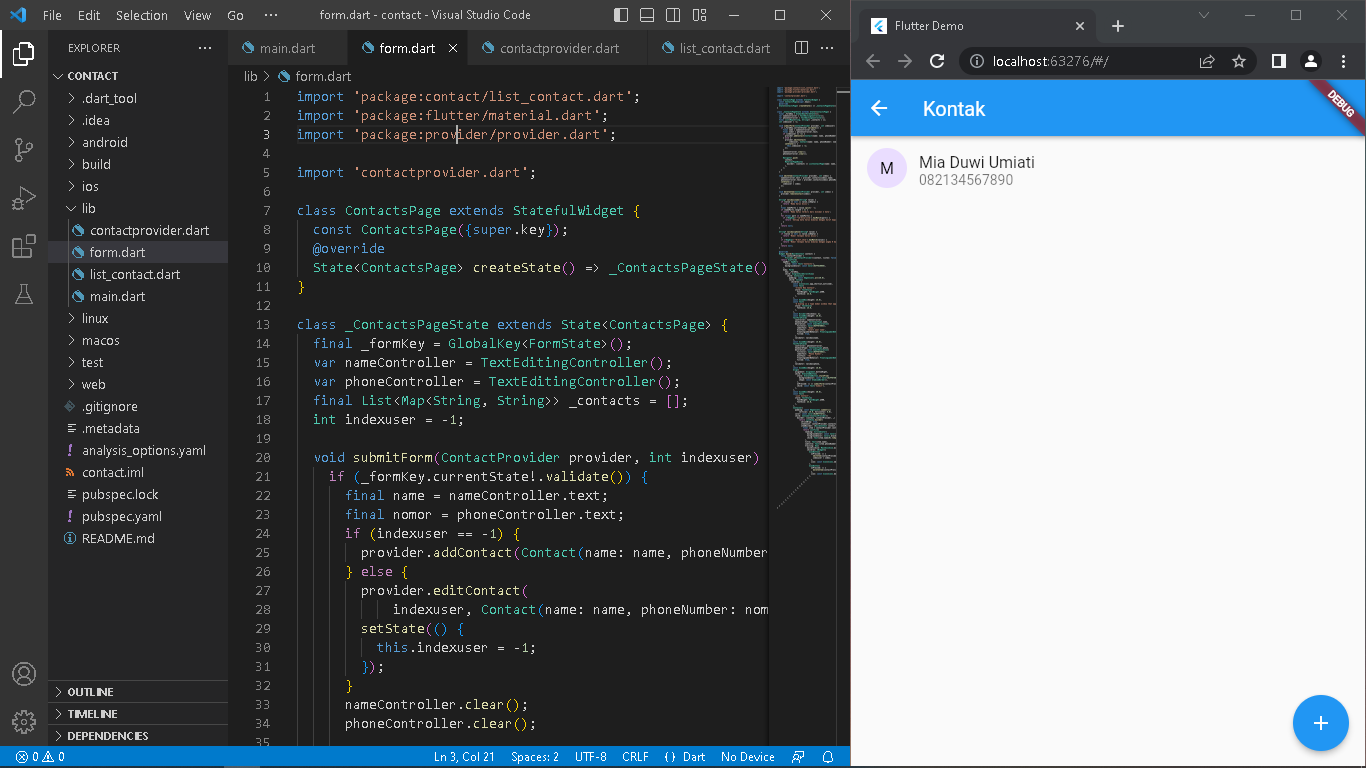 File Edit Selection View Go ··· form.dart - contact - Visual Studio Code
EXPLORER ···
CONTACT
.dart_tool
.idea
android
build
ios
lib
contactprovider.dart
form.dart
list_contact.dart
main.dart
linux
macos
test
web
.gitignore
.metadata
analysis_options.yaml
contact.iml
pubspec.lock
pubspec.yaml
README.md
OUTLINE
TIMELINE
DEPENDENCIES
main.dart form.dart contactprovider.dart list_contact.dart ···
lib > form.dart
1 import 'package:contact/list_contact.dart';
2 import 'package:flutter/material.dart';
3 import 'package:provider/provider.dart';
4
5 import 'contactprovider.dart';
6
7 class ContactsPage extends StatefulWidget {
8 const ContactsPage({super.key});
9 @override
10 State<ContactsPage> createState() => _ContactsPageState()
11 }
12
13 class _ContactsPageState extends State<ContactsPage> {
14 final _formKey = GlobalKey<FormState>();
15 var nameController = TextEditingController();
16 var phoneController = TextEditingController();
17 final List<Map<String, String>> _contacts = [];
18 int indexuser = -1;
19
20 void submitForm(ContactProvider provider, int indexuser)
21 if (_formKey.currentState!.validate()) {
22 final name = nameController.text;
23 final nomor = phoneController.text;
24 if (indexuser == -1) {
25 provider.addContact(Contact(name: name, phoneNumber
26 } else {
27 provider.editContact(
28 indexuser, Contact(name: name, phoneNumber: nom
29 setState(() {
30 this.indexuser = -1;
31 });
32 }
33 nameController.clear();
34 phoneController.clear();
35
0 0 Ln 3, Col 21 Spaces: 2 UTF-8 CRLF {} Dart No Device
Flutter Demo
localhost:63276/#/
Kontak
DEBUG
M
Mia Duwi Umiati
082134567890
+